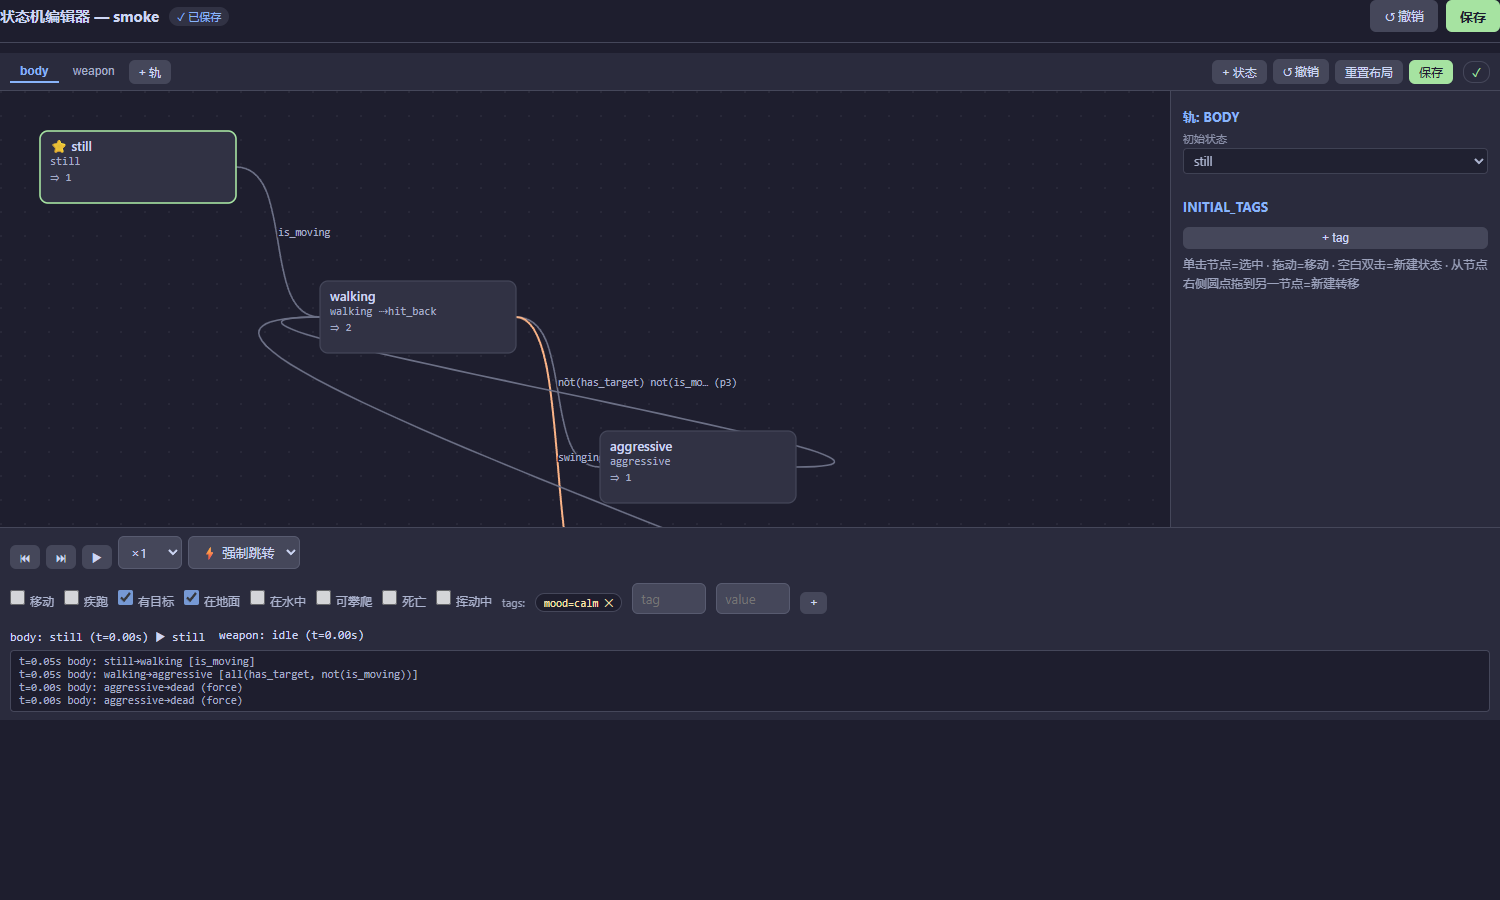 状态机编辑器 — smoke ✓ 已保存 ↺ 撤销 保存
body weapon + 轨 + 状态 ↺ 撤销 重置布局 保存 ✓
⭐ still
still
⇒ 1
is_moving
walking
walking →hit_back
⇒ 2
not(has_target) not(is_mo… (p3)
aggressive
aggressive
⇒ 1
swingin
轨: BODY
初始状态
still
INITIAL_TAGS
+ tag
单击节点=选中 · 拖动=移动 · 空白双击=新建状态 · 从节点
右侧圆点拖到另一节点=新建转移
⏮ ⏭ ▶ ×1 ⚡ 强制跳转
移动 疾跑 有目标 在地面 在水中 可攀爬 死亡 挥动中 tags: mood=calm ✕ tag value +
body: still (t=0.00s) ▶ still weapon: idle (t=0.00s)
t=0.05s body: still→walking [is_moving]
t=0.05s body: walking→aggressive [all(has_target, not(is_moving))]
t=0.00s body: aggressive→dead (force)
t=0.00s body: aggressive→dead (force)